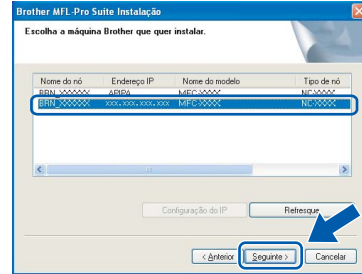 Brother MFL-Pro Suite Instalação
Escolha a máquina Brother que quer instalar.
Nome do nó Endereço IP Nome do modelo Tipo de nó
BRN_XXXXXX APIPA MFC-XXXX NC-XXXX
BRN_XXXXXX xxx.xxx.xxx.xxx MFC-XXXX NC-XXXX
Configuração do IP Refresque
< Anterior Seguinte > Cancelar